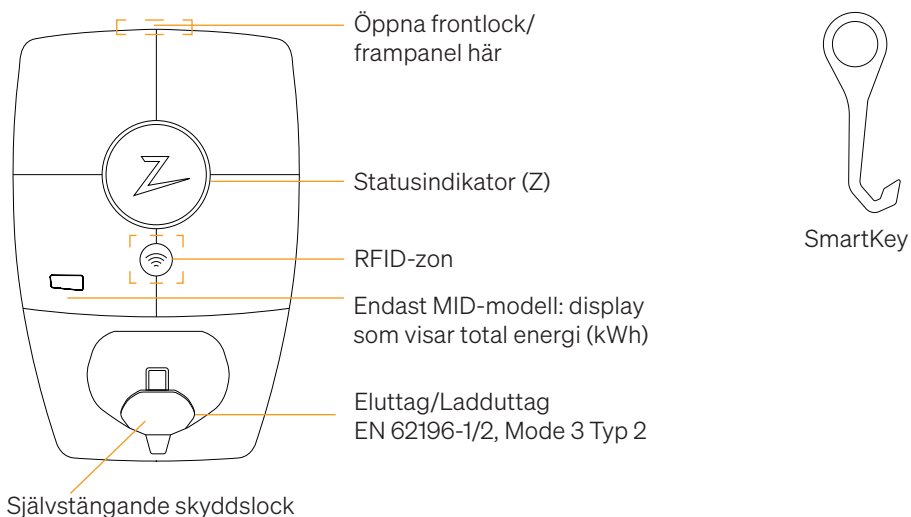 Öppna frontlock/
frampanel här
Statusindikator (Z)
SmartKey
RFID-zon
Endast MID-modell: display
som visar total energi (kWh)
Eluttag/Ladduttag
EN 62196-1/2, Mode 3 Typ 2
Självstängande skyddslock